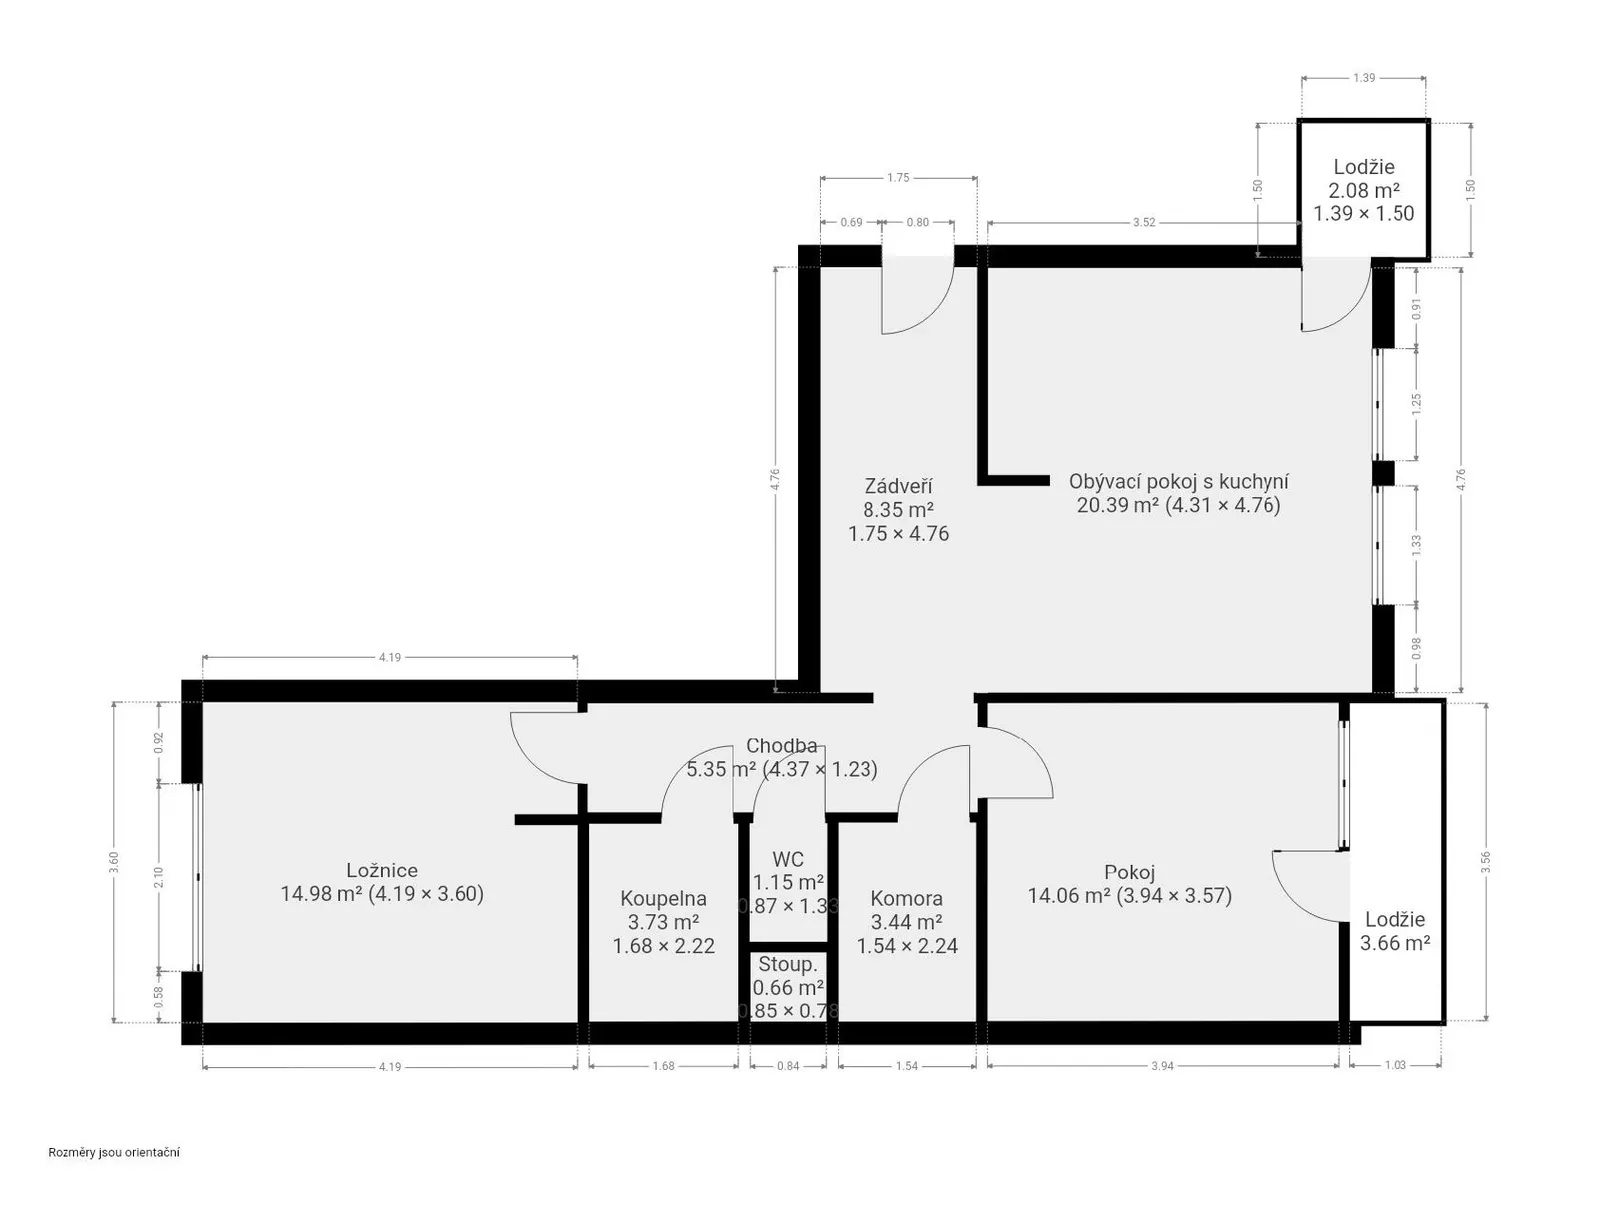 1.39
Lodžie
2.08 m²
1.39 × 1.50
1.50
1.50
1.75
0.69
0.80
3.52
0.91
1.25
1.33
0.98
4.76
4.76
Zádveří
8.35 m²
1.75 × 4.76
Obývací pokoj s kuchyní
20.39 m² (4.31 × 4.76)
4.19
0.92
2.10
0.58
3.60
Chodba
5.35 m² (4.37 × 1.23)
Ložnice
14.98 m² (4.19 × 3.60)
Koupelna
3.73 m²
1.68 × 2.22
WC
1.15 m²
0.87 × 1.33
Stoup.
0.66 m²
0.85 × 0.78
Komora
3.44 m²
1.54 × 2.24
Pokoj
14.06 m² (3.94 × 3.57)
Lodžie
3.66 m²
3.56
4.19
1.68
0.84
1.54
3.94
1.03
Rozměry jsou orientační